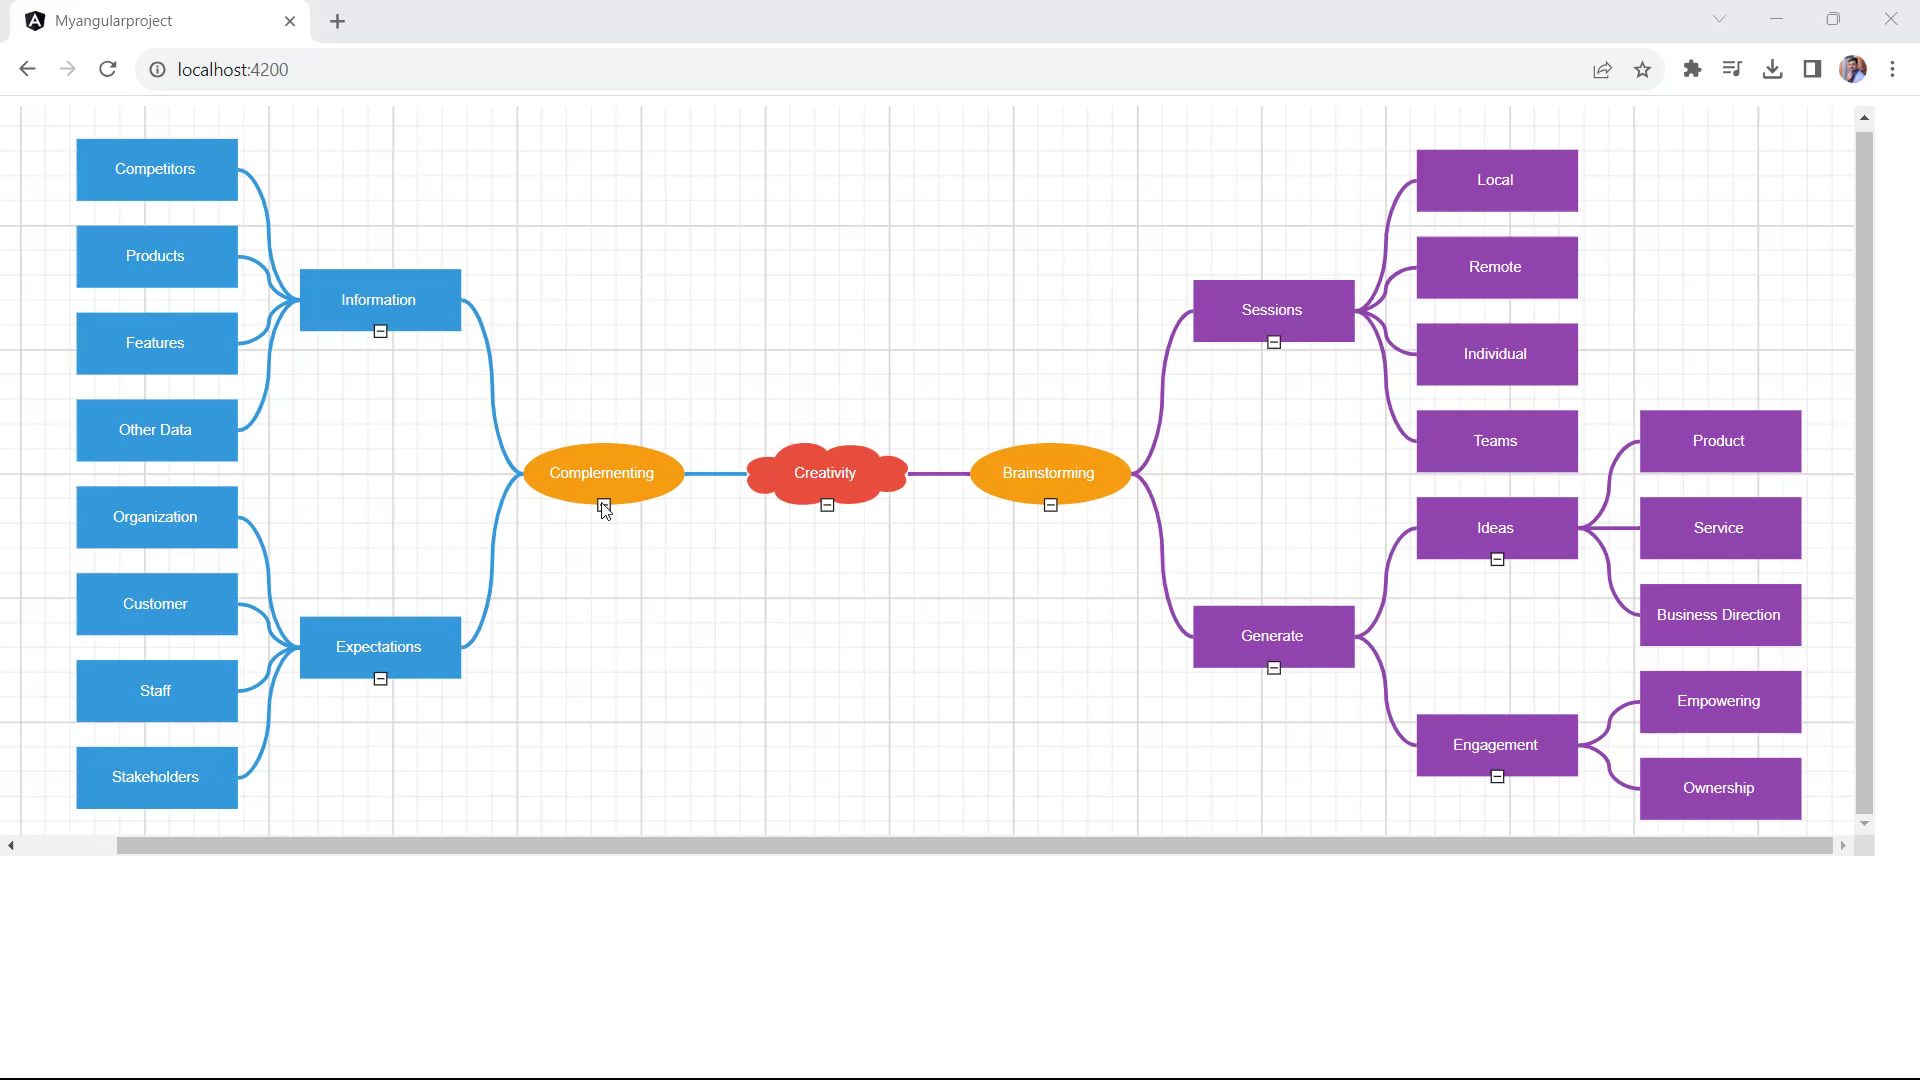 Myangularproject
localhost:4200
Competitors
Products
Features
Other Data
Organization
Customer
Staff
Stakeholders
Information
Expectations
Complementing
Creativity
Brainstorming
Sessions
Generate
Local
Remote
Individual
Teams
Ideas
Engagement
Product
Service
Business Direction
Empowering
Ownership